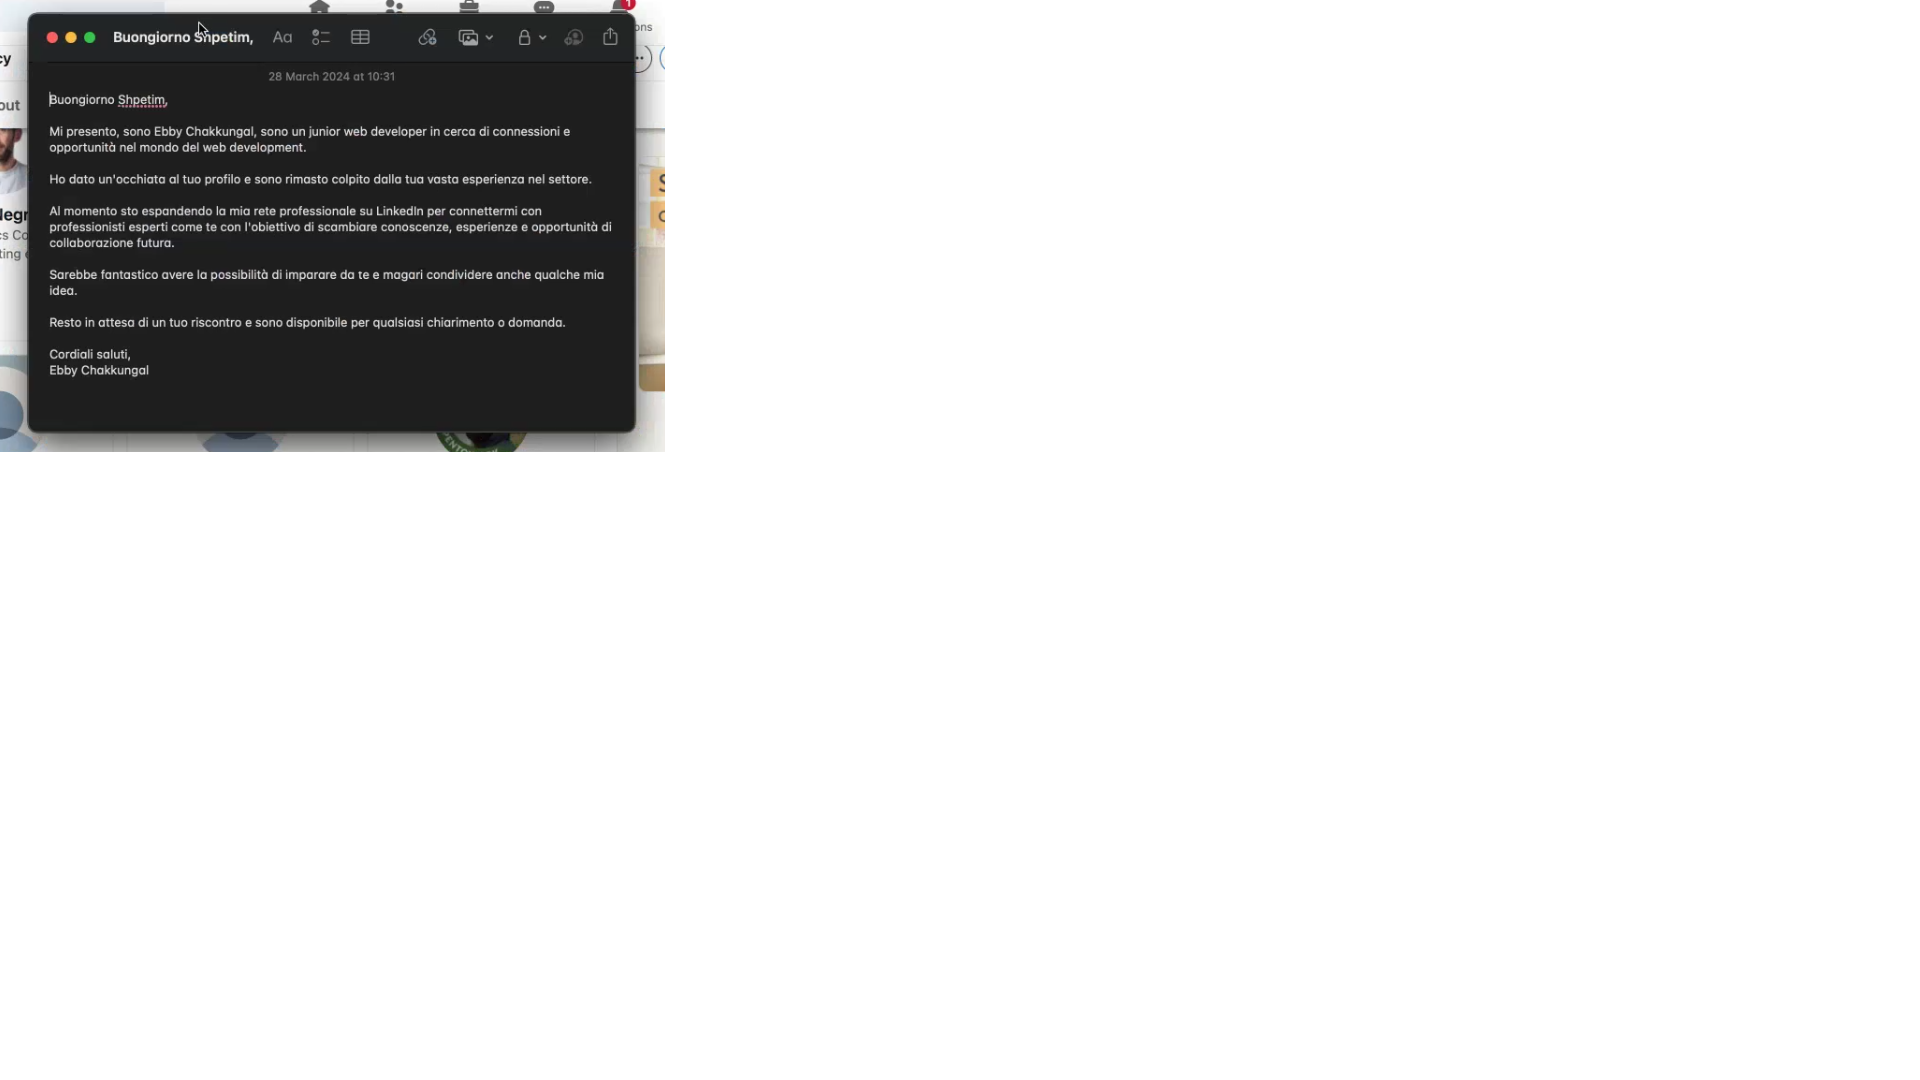 ons
cy
Buongiorno Shpetim,
Aa
28 March 2024 at 10:31
out
Buongiorno Shpetim,
Mi presento, sono Ebby Chakkungal, sono un junior web developer in cerca di connessioni e
opportunità nel mondo del web development.
Ho dato un'occhiata al tuo profilo e sono rimasto colpito dalla tua vasta esperienza nel settore.
Al momento sto espandendo la mia rete professionale su LinkedIn per connettermi con
professionisti esperti come te con l'obiettivo di scambiare conoscenze, esperienze e opportunità di
collaborazione futura.
Sarebbe fantastico avere la possibilità di imparare da te e magari condividere anche qualche mia
idea.
Resto in attesa di un tuo riscontro e sono disponibile per qualsiasi chiarimento o domanda.
Cordiali saluti,
Ebby Chakkungal